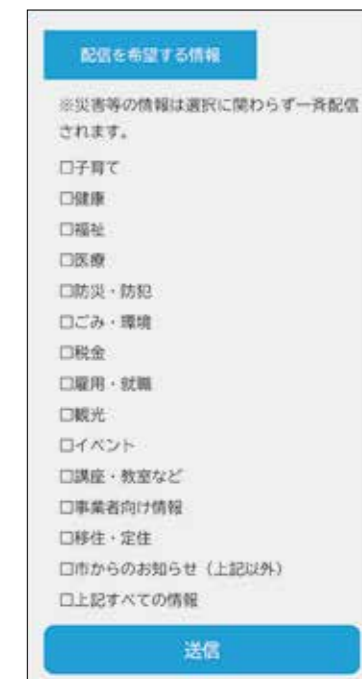 配信を希望する情報
※災害等の情報は選択に関わらず一斉配信
されます。
□子育て
□健康
□福祉
□医療
□防災・防犯
□ごみ・環境
□税金
□雇用・就職
□観光
□イベント
□講座・教室など
□事業者向け情報
□移住・定住
□市からのお知らせ（上記以外）
□上記すべての情報
送信